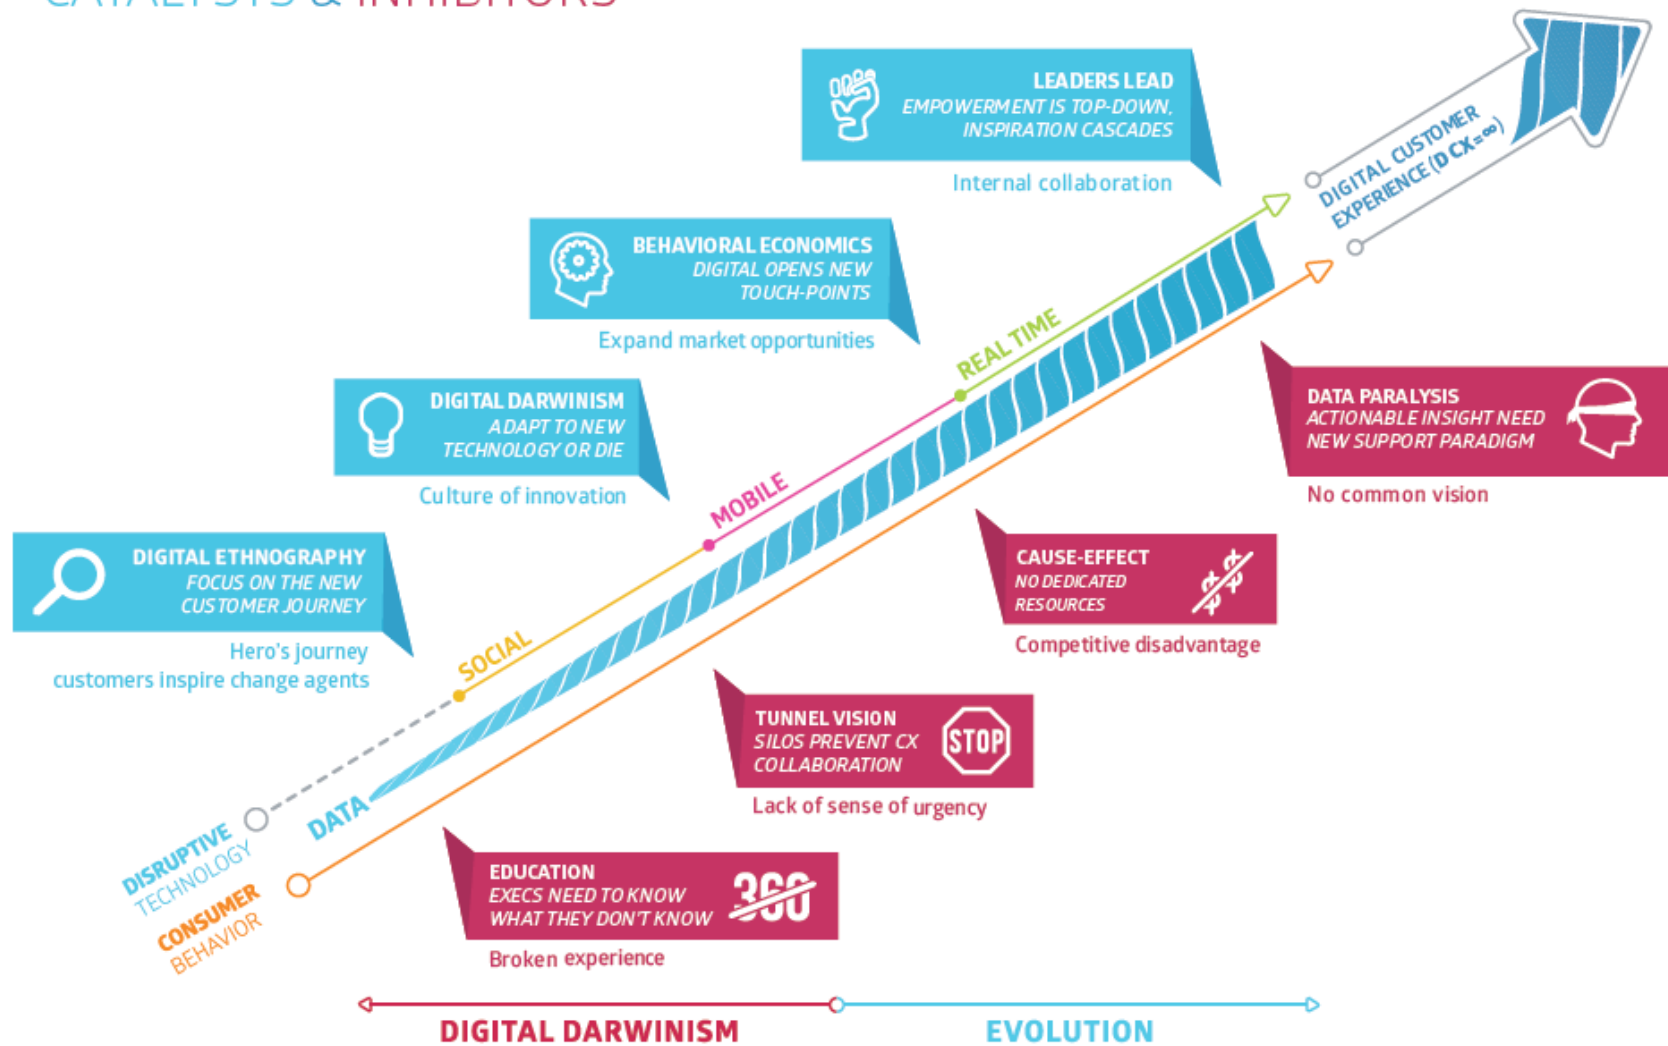 CATALYSTS & INHIBITORS
LEADERS LEAD
EMPOWERMENT IS TOP-DOWN,
INSPIRATION CASCADES
Internal collaboration
DIGITAL CUSTOMER
EXPERIENCE (DCX=∞)
BEHAVIORAL ECONOMICS
DIGITAL OPENS NEW
TOUCH-POINTS
Expand market opportunities
REAL TIME
DIGITAL DARWINISM
ADAPT TO NEW
TECHNOLOGY OR DIE
Culture of innovation
MOBILE
DATA PARALYSIS
ACTIONABLE INSIGHT NEED
NEW SUPPORT PARADIGM
No common vision
DIGITAL ETHNOGRAPHY
FOCUS ON THE NEW
CUSTOMER JOURNEY
Hero's journey
customers inspire change agents
SOCIAL
CAUSE-EFFECT
NO DEDICATED
RESOURCES
$$
Competitive disadvantage
TUNNEL VISION
SILOS PREVENT CX
COLLABORATION
STOP
Lack of sense of urgency
DATA
DISRUPTIVE
TECHNOLOGY
CONSUMER
BEHAVIOR
EDUCATION
EXECS NEED TO KNOW
WHAT THEY DON'T KNOW
360
Broken experience
DIGITAL DARWINISM
EVOLUTION